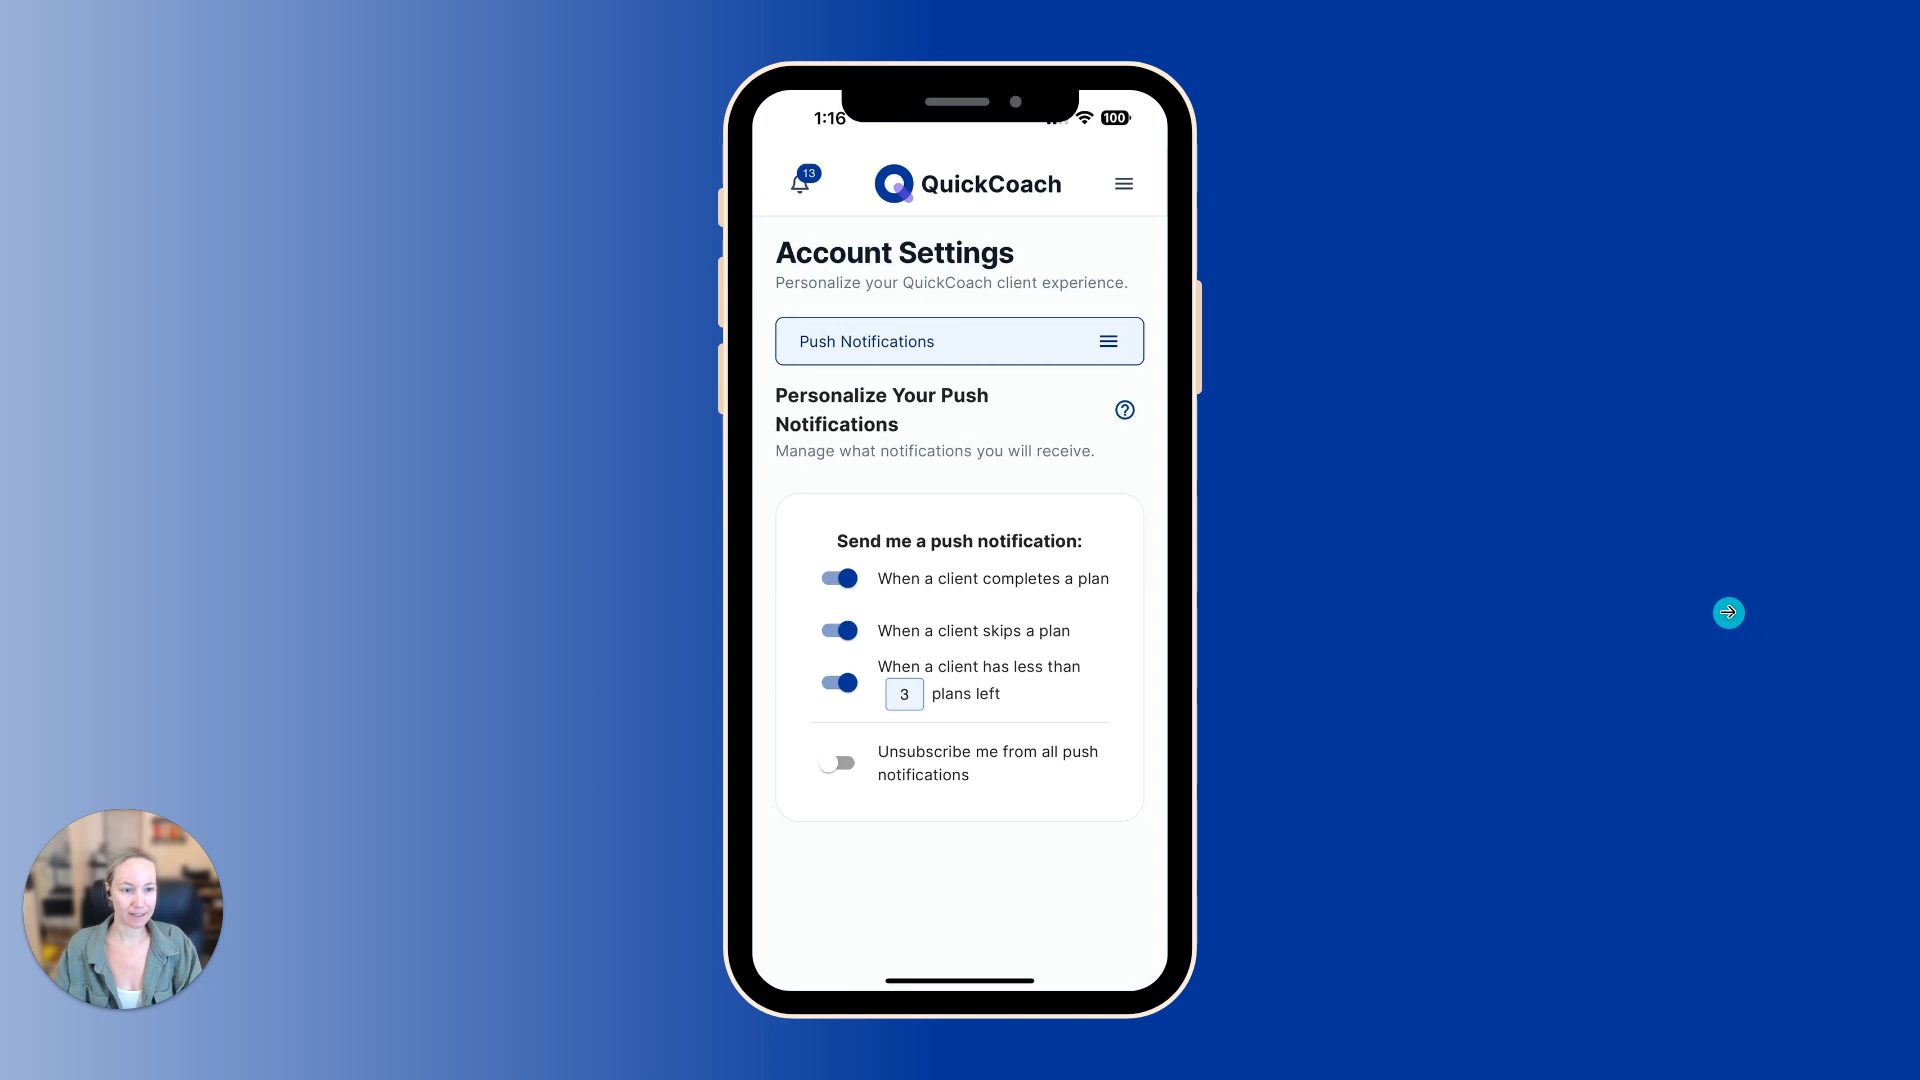 1:16
100
13
QuickCoach
Account Settings
Personalize your QuickCoach client experience.
Push Notifications
Personalize Your Push
Notifications
Manage what notifications you will receive.
Send me a push notification:
When a client completes a plan
When a client skips a plan
When a client has less than
3 plans left
Unsubscribe me from all push
notifications